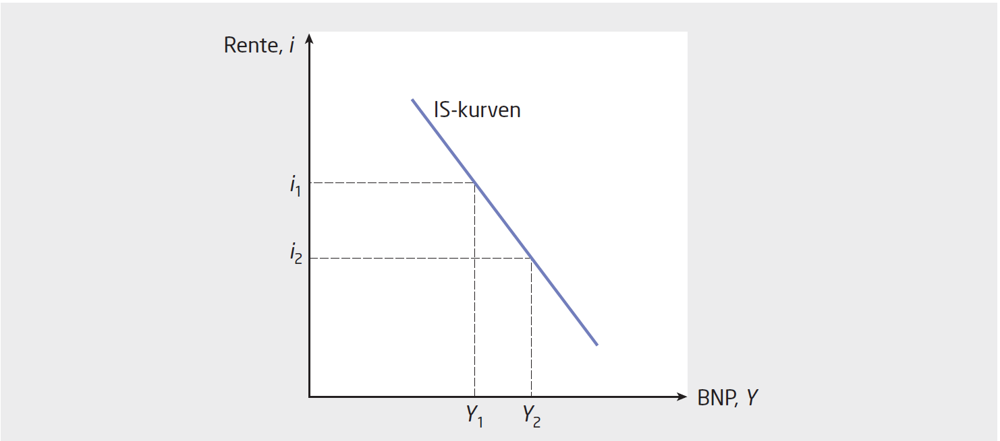 Rente, i
IS-kurven
i1
i2
BNP, Y
Y1 Y2